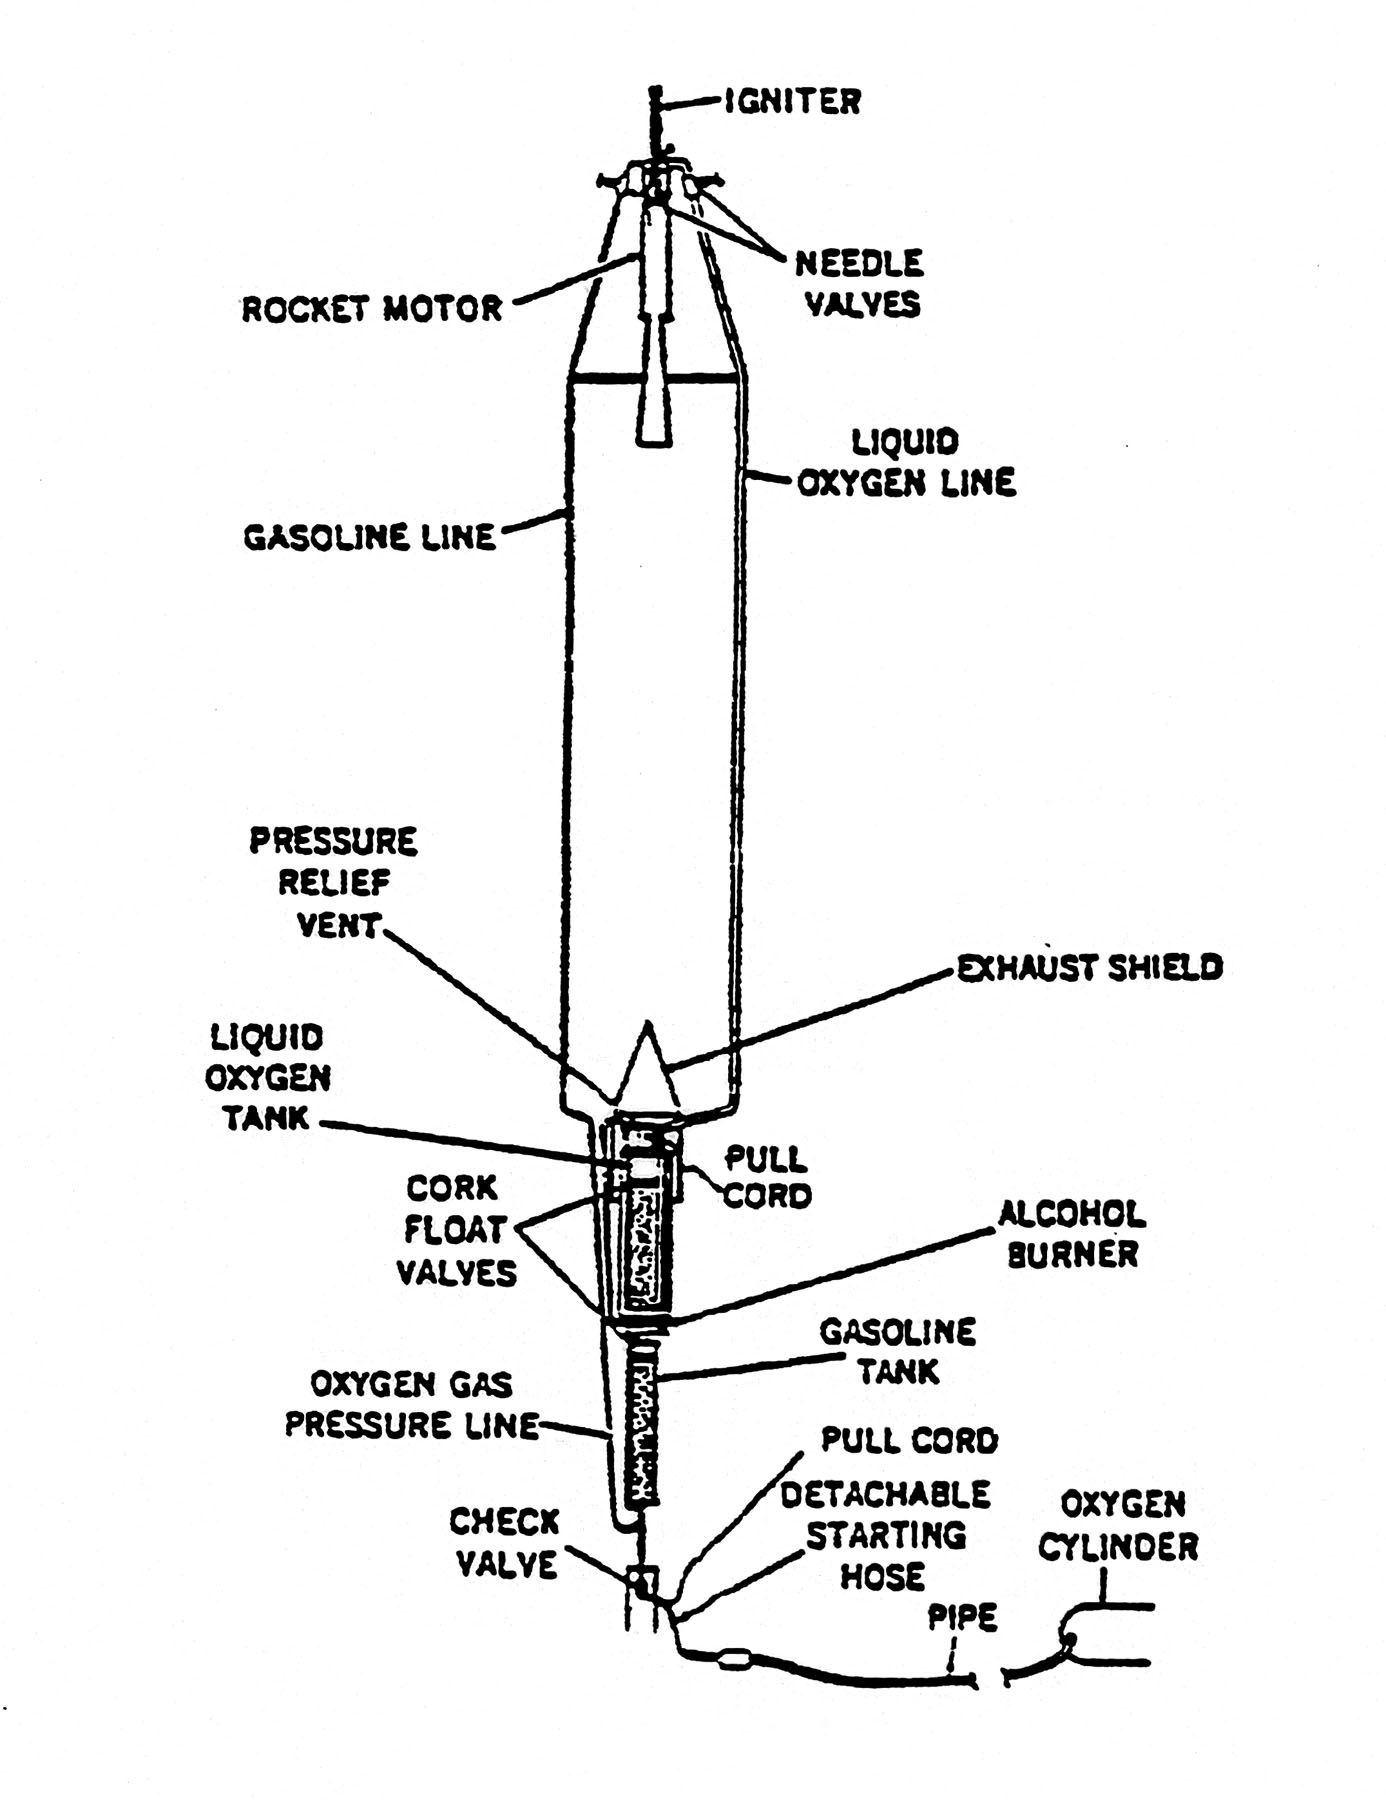 IGNITER
NEEDLE
VALVES
ROCKET MOTOR
LIQUID
OXYGEN LINE
GASOLINE LINE
PRESSURE
RELIEF
VENT
EXHAUST SHIELD
LIQUID
OXYGEN
TANK
PULL
CORD
CORK
FLOAT
VALVES
ALCOHOL
BURNER
GASOLINE
TANK
OXYGEN GAS
PRESSURE LINE
PULL CORD
DETACHABLE
STARTING
HOSE
OXYGEN
CYLINDER
CHECK
VALVE
PIPE